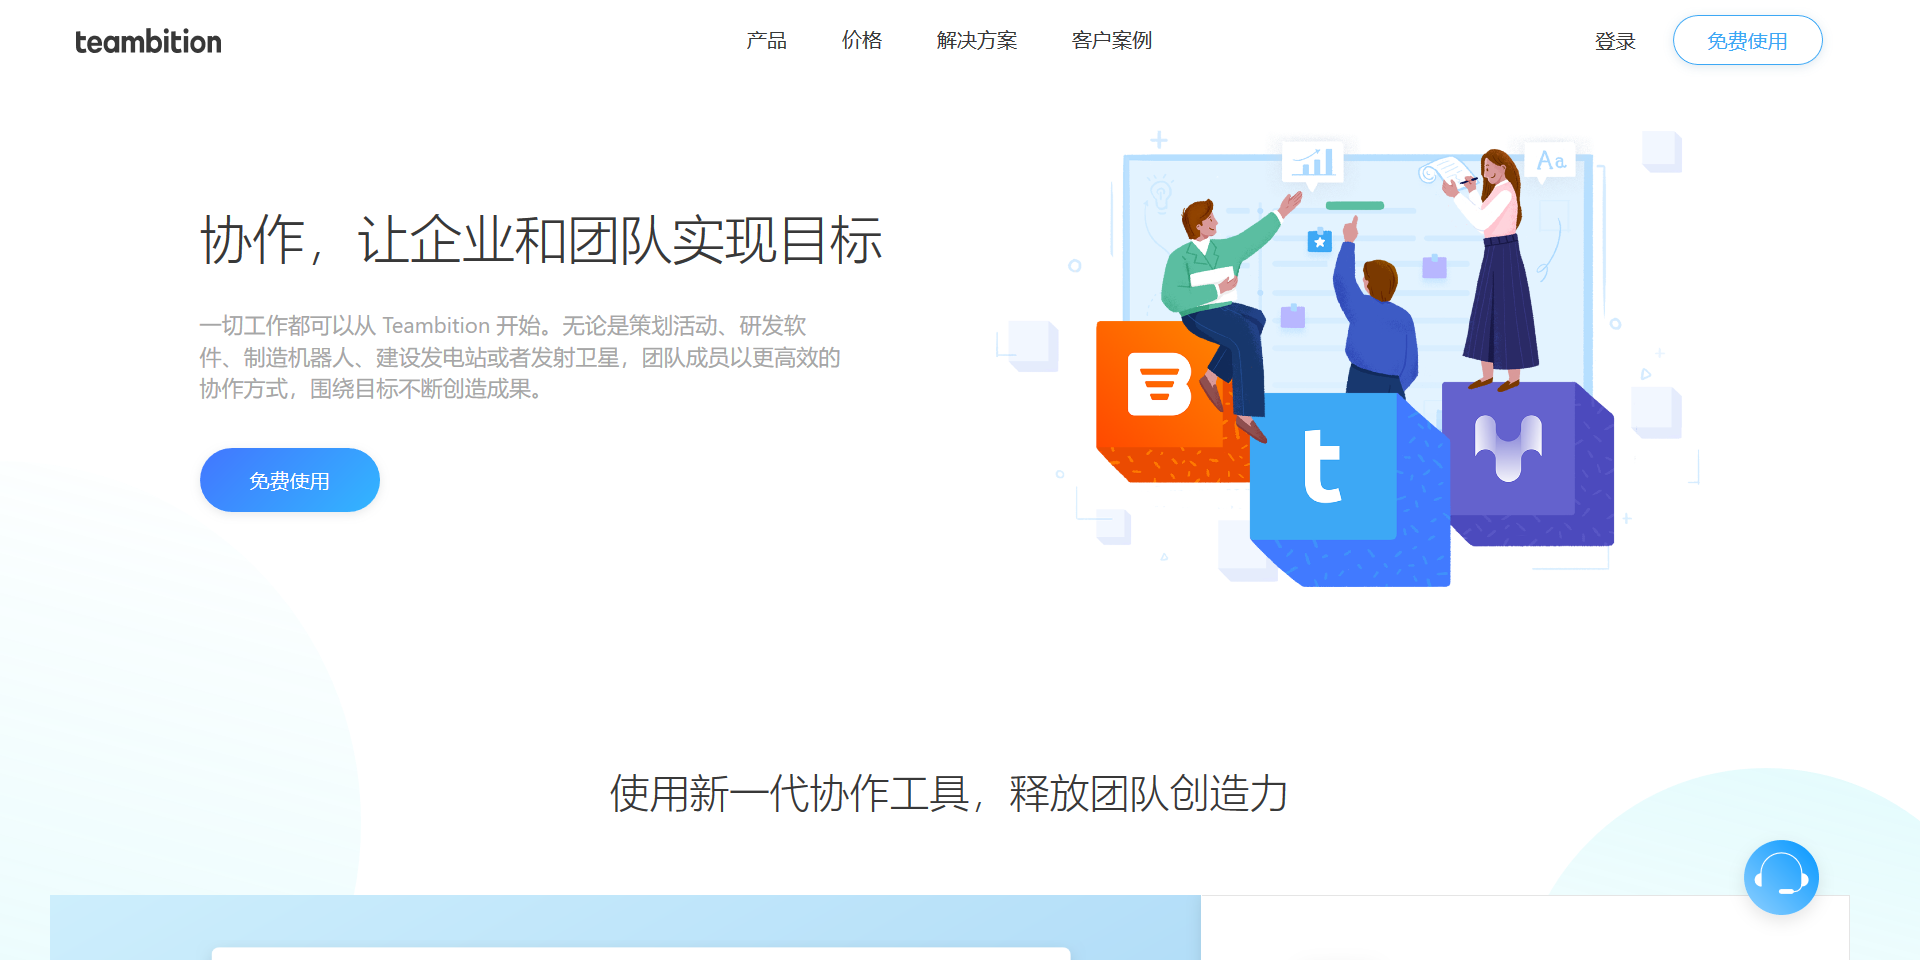 teambition
产品 价格 解决方案 客户案例 登录 免费使用
Aa
协作，让企业和团队实现目标
一切工作都可以从 Teambition 开始。无论是策划活动、研发软
件、制造机器人、建设发电站或者发射卫星，团队成员以更高效的
协作方式，围绕目标不断创造成果。
B
t
免费使用
使用新一代协作工具，释放团队创造力